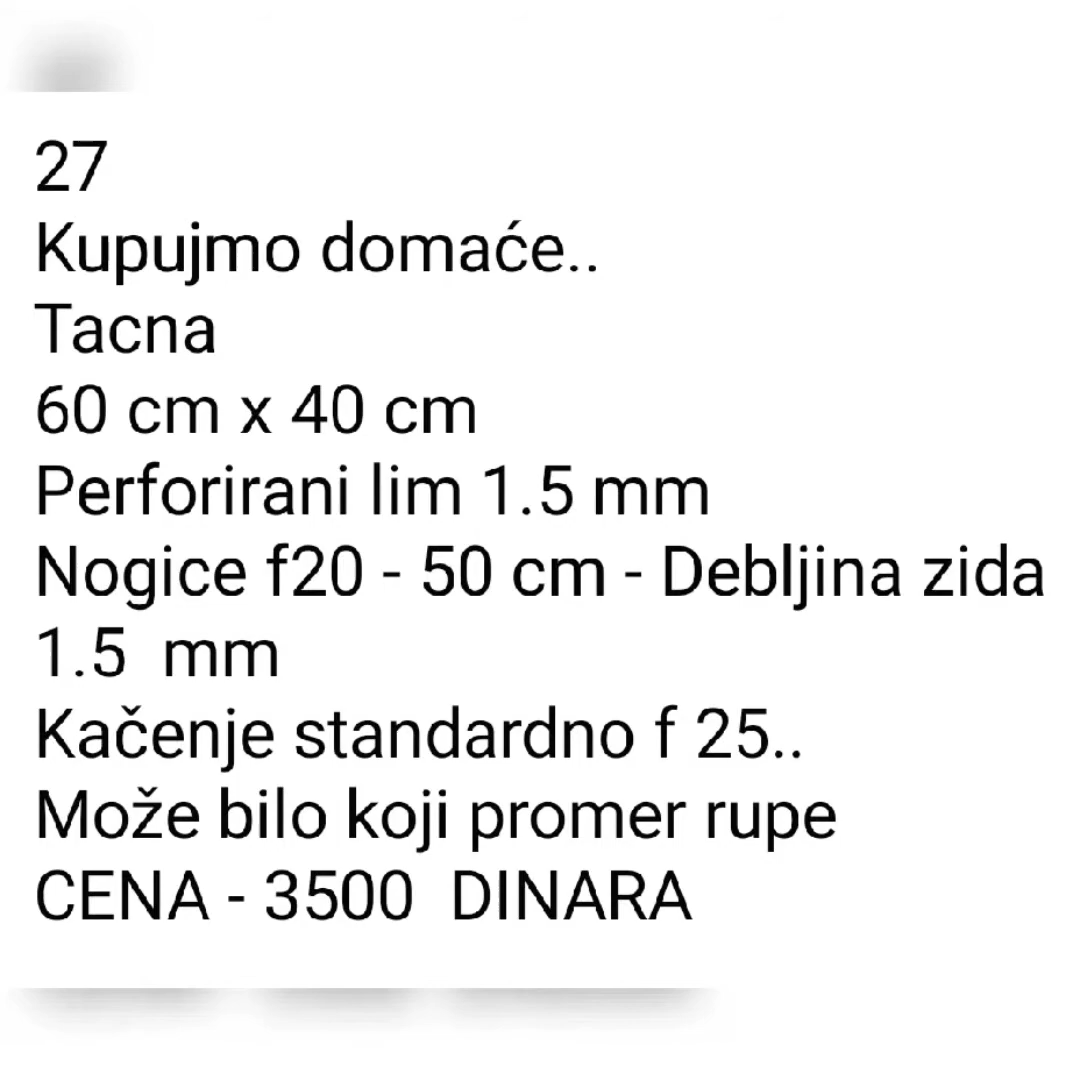 27
Kupujmo domaće..
Tacna
60 cm x 40 cm
Perforirani lim 1.5 mm
Nogice f20 - 50 cm - Debljina zida
1.5  mm
Kačenje standardno f 25..
Može bilo koji promer rupe
CENA - 3500  DINARA